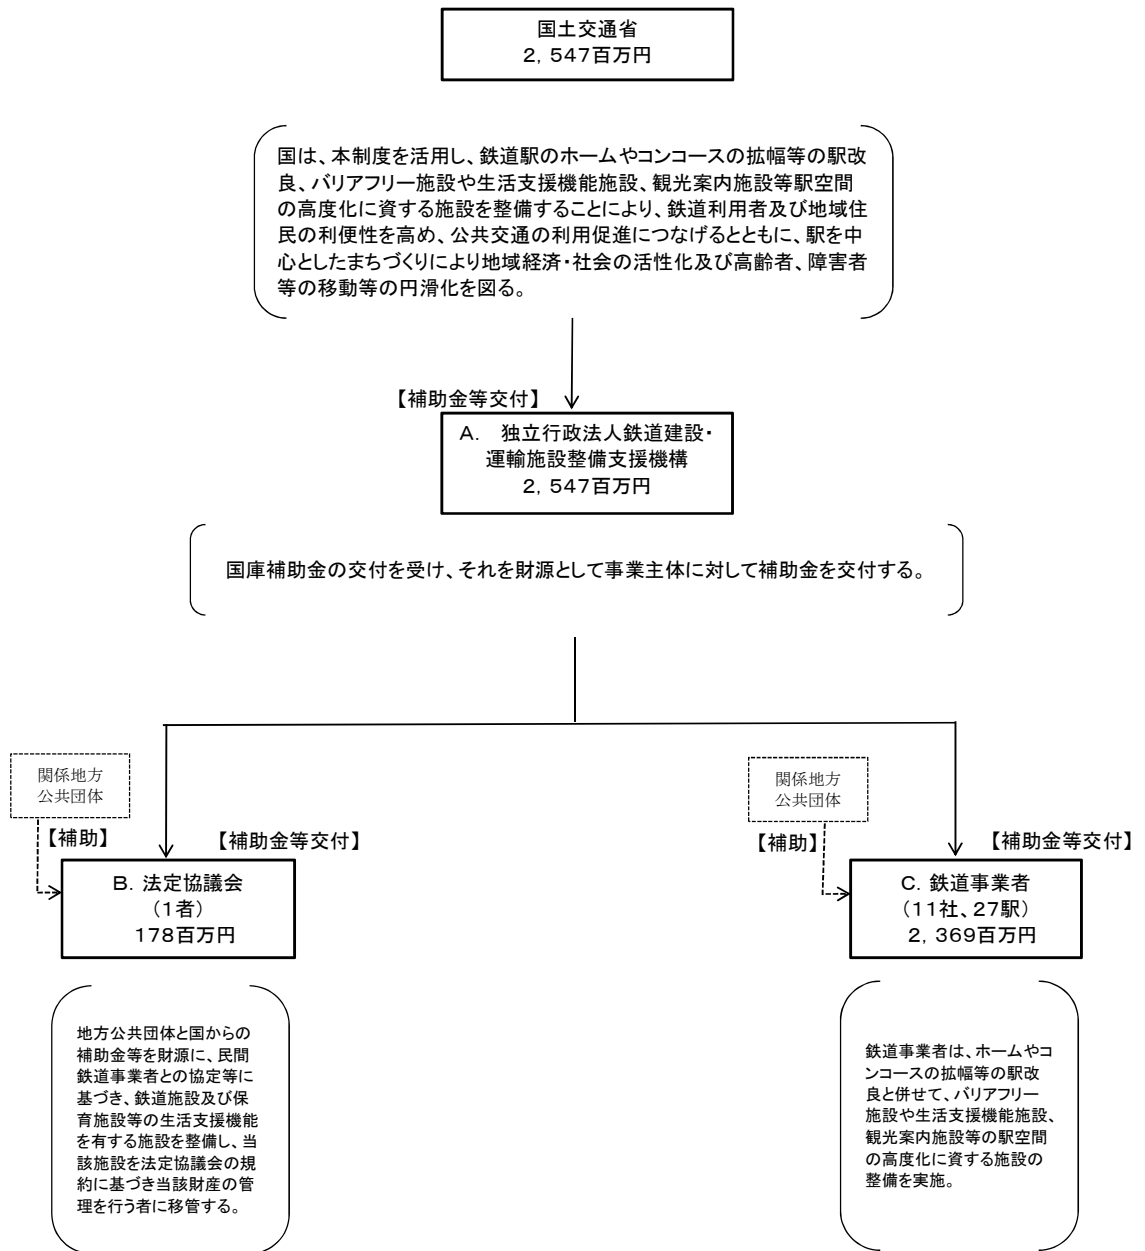 国土交通省
2，547百万円
国は、本制度を活用し、鉄道駅のホームやコンコースの拡幅等の駅改
良、バリアフリー施設や生活支援機能施設、観光案内施設等駅空間
の高度化に資する施設を整備することにより、鉄道利用者及び地域住
民の利便性を高め、公共交通の利用促進につなげるとともに、駅を中
心としたまちづくりにより地域経済・社会の活性化及び高齢者、障害者
等の移動等の円滑化を図る。
【補助金等交付】
A．　独立行政法人鉄道建設・
運輸施設整備支援機構
2，547百万円
国庫補助金の交付を受け、それを財源として事業主体に対して補助金を交付する。
関係地方
公共団体
【補助】
【補助金等交付】
B．法定協議会
（1者）
178百万円
地方公共団体と国からの
補助金等を財源に、民間
鉄道事業者との協定等に
基づき、鉄道施設及び保
育施設等の生活支援機能
を有する施設を整備し、当
該施設を法定協議会の規
約に基づき当該財産の管
理を行う者に移管する。
関係地方
公共団体
【補助】
【補助金等交付】
C．鉄道事業者
（11社、27駅）
2，369百万円
鉄道事業者は、ホームやコ
ンコースの拡幅等の駅改
良と併せて、バリアフリー
施設や生活支援機能施設、
観光案内施設等の駅空間
の高度化に資する施設の
整備を実施。